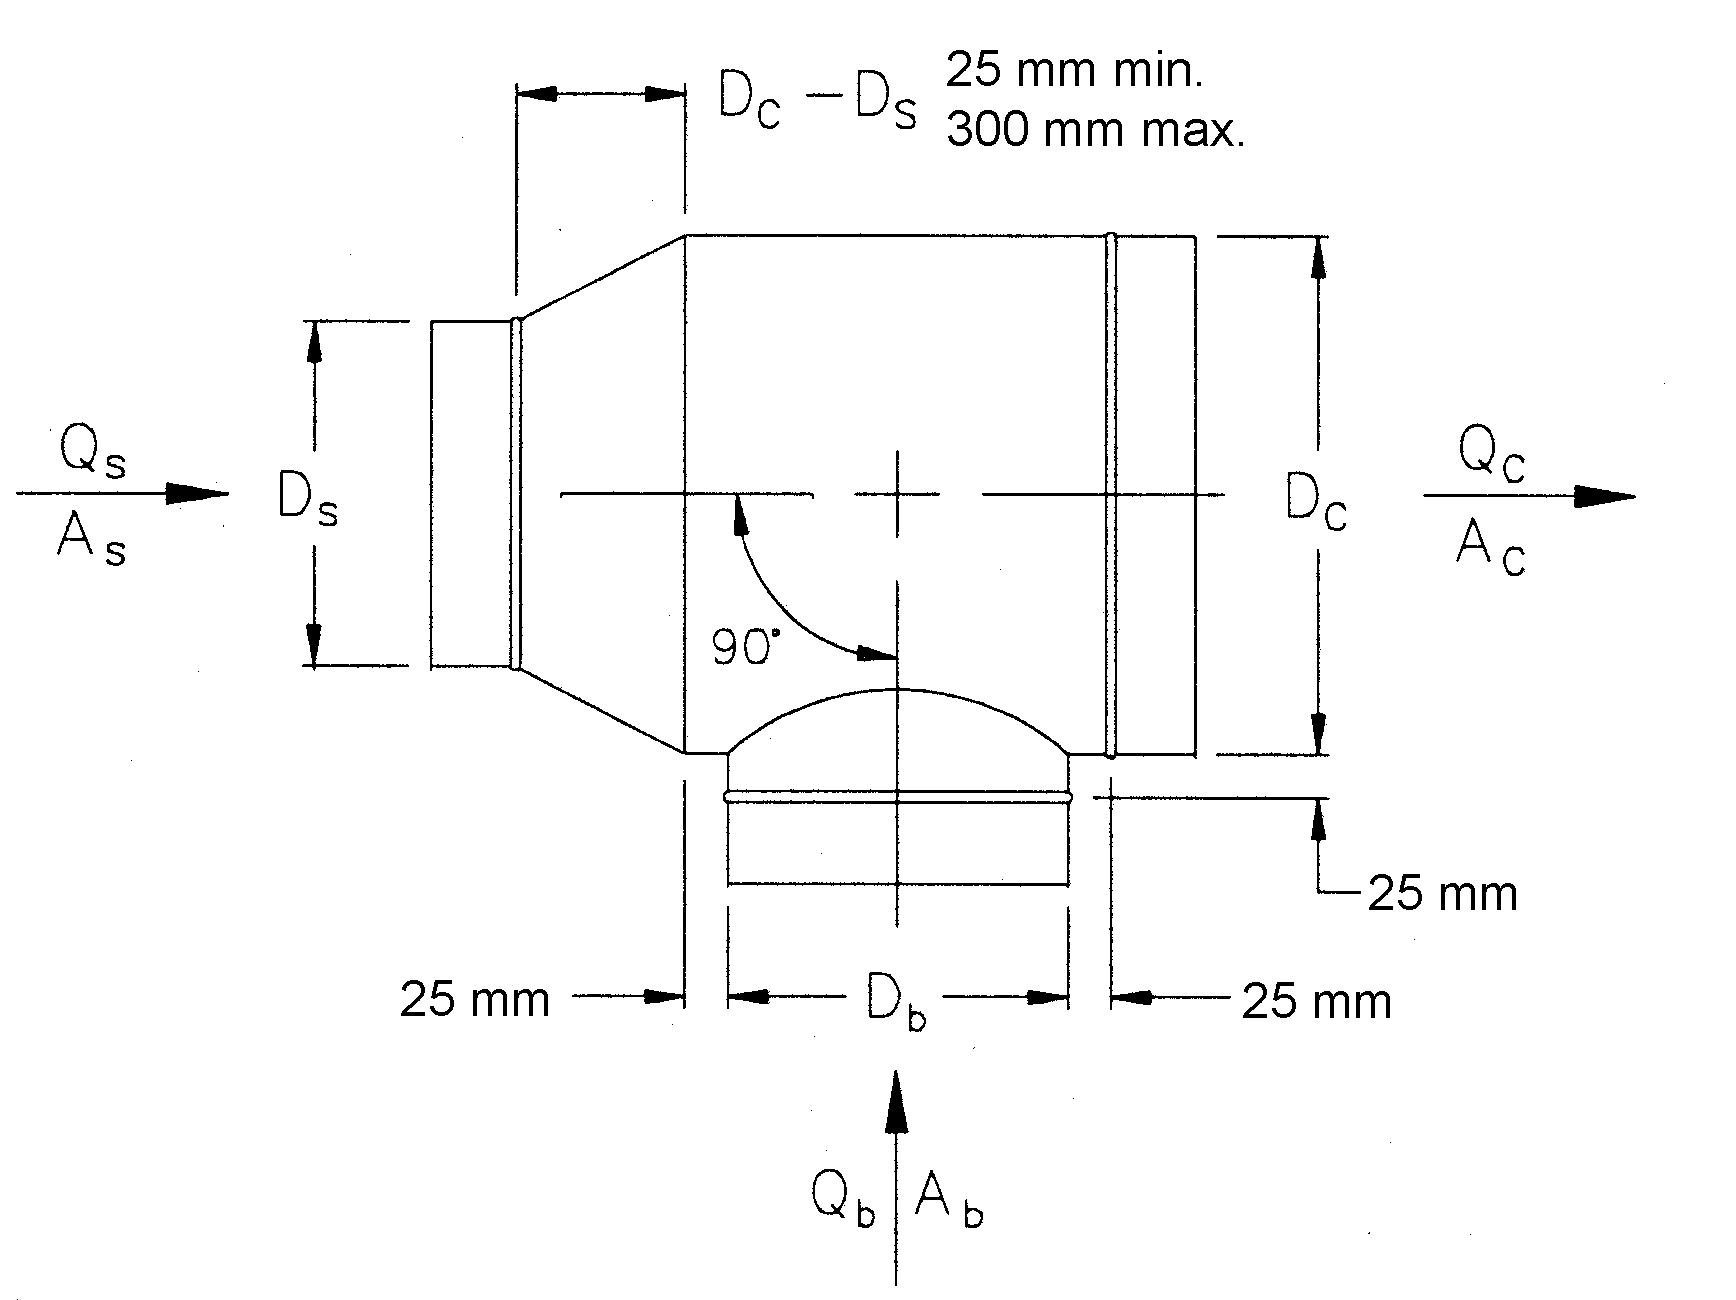 D_C – D_S 25 mm min.
300 mm max.
Q_s
A_s
D_s
90°
D_C
Q_C
A_C
25 mm
25 mm
D_b
25 mm
Q_b A_b